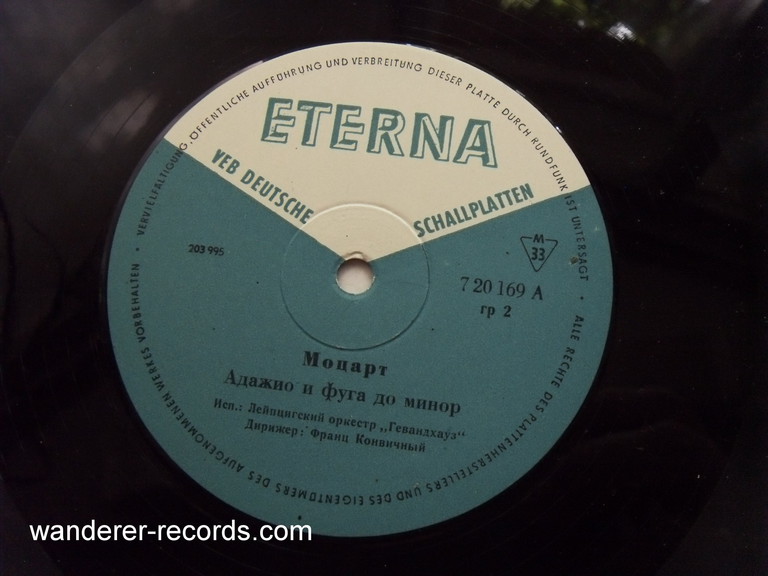 VERVIELFÄLTIGUNG, ÖFFENTLICHE AUFFÜHRUNG UND VERBREITUNG DIESER PLATTE DURCH RUNDFUNK IST UNTERSAGT • ALLE RECHTE DES PLATTENHERSTELLERS UND DES EIGENTÜMERS DES AUFGENOMMENEN WERKES VORBEHALTEN •
ETERNA
VEB DEUTSCHE SCHALLPLATTEN
203 995
M
33
7 20 169 A
гр 2
Моцарт
Адажио и фуга до минор
Исп.: Лейпцигский оркестр „Гевандхауз“
Дирижер: Франц Конвичный
wanderer-records.com